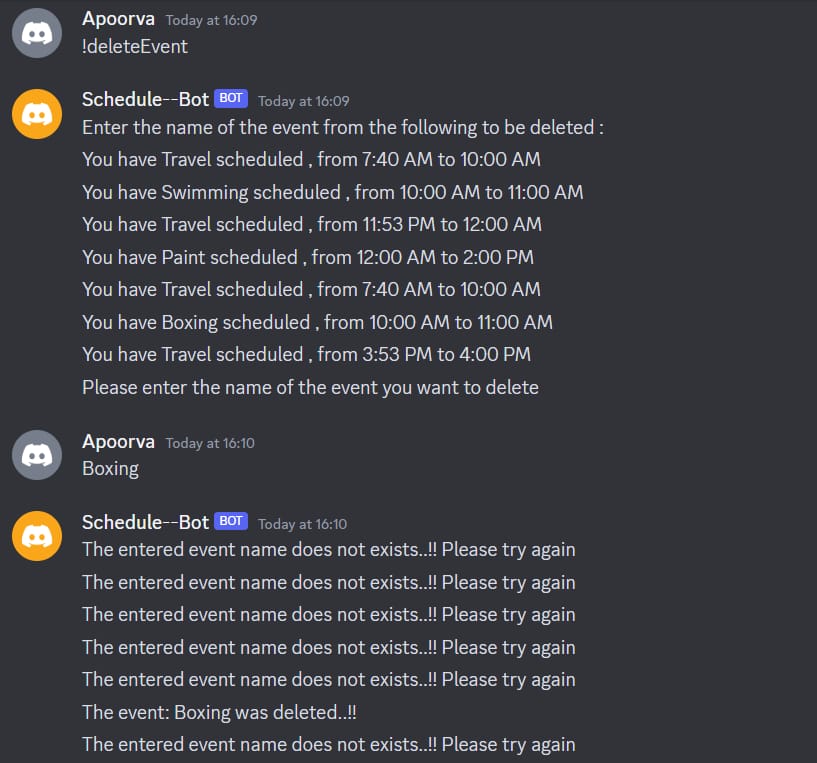 Apoorva Today at 16:09
!deleteEvent
Schedule--Bot BOT Today at 16:09
Enter the name of the event from the following to be deleted :
You have Travel scheduled , from 7:40 AM to 10:00 AM
You have Swimming scheduled , from 10:00 AM to 11:00 AM
You have Travel scheduled , from 11:53 PM to 12:00 AM
You have Paint scheduled , from 12:00 AM to 2:00 PM
You have Travel scheduled , from 7:40 AM to 10:00 AM
You have Boxing scheduled , from 10:00 AM to 11:00 AM
You have Travel scheduled , from 3:53 PM to 4:00 PM
Please enter the name of the event you want to delete
Apoorva Today at 16:10
Boxing
Schedule--Bot BOT Today at 16:10
The entered event name does not exists..!! Please try again
The entered event name does not exists..!! Please try again
The entered event name does not exists..!! Please try again
The entered event name does not exists..!! Please try again
The entered event name does not exists..!! Please try again
The event: Boxing was deleted..!!
The entered event name does not exists..!! Please try again